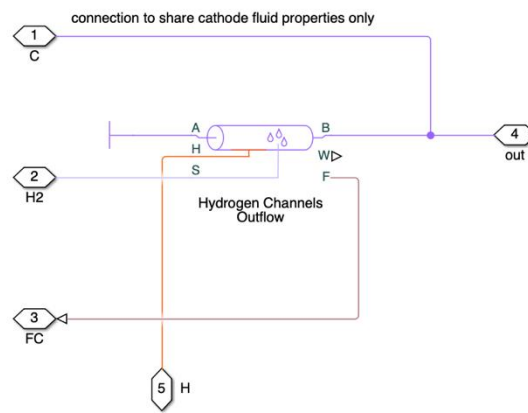 connection to share cathode fluid properties only
1
C
A
B
4
H
W
out
2
S
F
H2
Hydrogen Channels
Outflow
3
FC
5
H